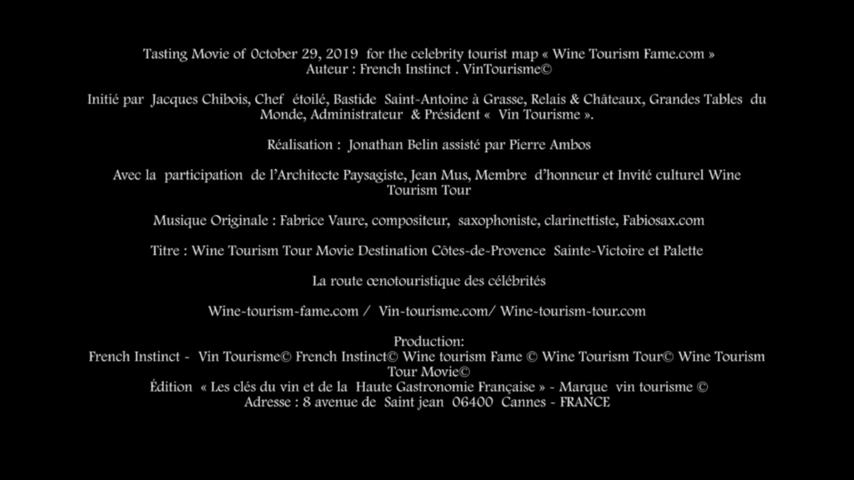 Tasting Movie of October 29, 2019 for the celebrity tourist map « Wine Tourism Fame.com »
Auteur : French Instinct . VinTourisme©
Initié par Jacques Chibois, Chef étoilé, Bastide Saint-Antoine à Grasse, Relais & Châteaux, Grandes Tables du
Monde, Administrateur & Président « Vin Tourisme ».
Réalisation : Jonathan Belin assisté par Pierre Ambos
Avec la participation de l'Architecte Paysagiste, Jean Mus, Membre d'honneur et Invité culturel Wine
Tourism Tour
Musique Originale : Fabrice Vaure, compositeur, saxophoniste, clarinettiste, Fabiosax.com
Titre : Wine Tourism Tour Movie Destination Côtes-de-Provence Sainte-Victoire et Palette
La route œnotouristique des célébrités
Wine-tourism-fame.com / Vin-tourisme.com/ Wine-tourism-tour.com
Production:
French Instinct - Vin Tourisme© French Instinct© Wine tourism Fame © Wine Tourism Tour© Wine Tourism
Tour Movie©
Édition « Les clés du vin et de la Haute Gastronomie Française » - Marque vin tourisme ©
Adresse : 8 avenue de Saint jean 06400 Cannes - FRANCE